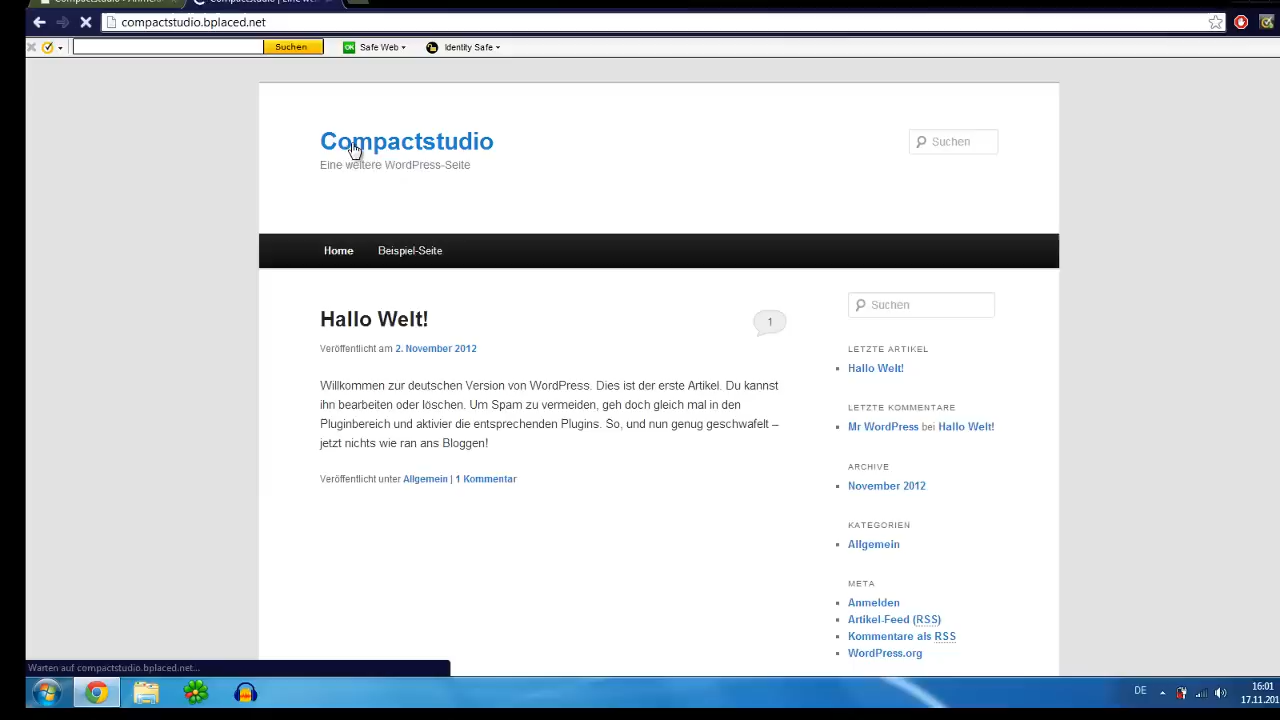 Compactstudio
compactstudio.bplaced.net
Suchen
Safe Web
Identity Safe
Compactstudio
Eine weitere WordPress-Seite
Suchen
Home
Beispiel-Seite
Hallo Welt!
1
Veröffentlicht am 2. November 2012
Willkommen zur deutschen Version von WordPress. Dies ist der erste Artikel. Du kannst
ihn bearbeiten oder löschen. Um Spam zu vermeiden, geh doch gleich mal in den
Pluginbereich und aktivier die entsprechenden Plugins. So, und nun genug geschwafelt –
jetzt nichts wie ran ans Bloggen!
Veröffentlicht unter Allgemein | 1 Kommentar
Suchen
LETZTE ARTIKEL
Hallo Welt!
LETZTE KOMMENTARE
Mr WordPress bei Hallo Welt!
ARCHIVE
November 2012
KATEGORIEN
Allgemein
META
Anmelden
Artikel-Feed (RSS)
Kommentare als RSS
WordPress.org
Warten auf compactstudio.bplaced.net...
DE
16:01
17.11.201